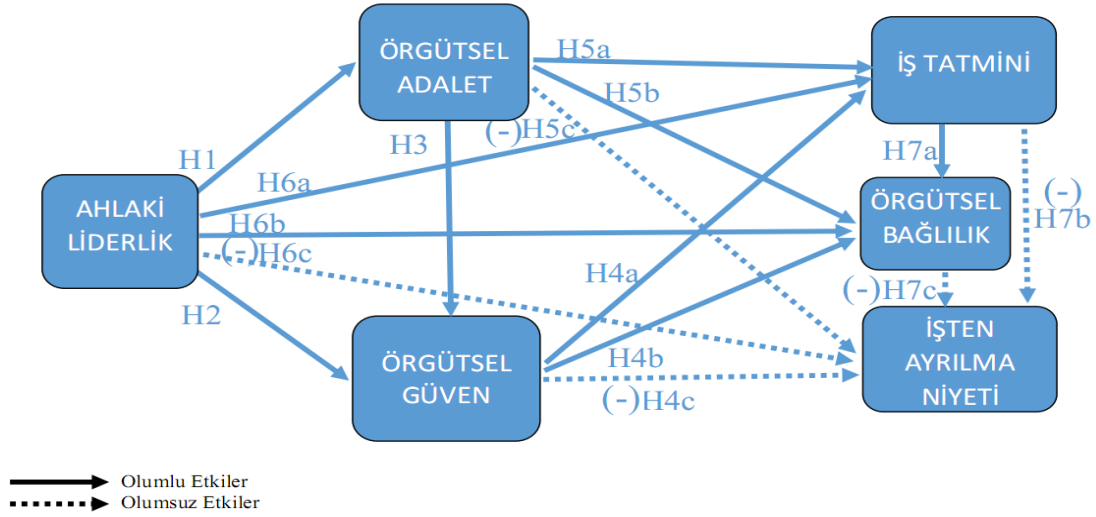 ÖRGÜTSEL
ADALET
H5a
İŞ TATMİNİ
H5b
(-)H5c
H3
H1
H7a
H6a
AHLAKİ
LİDERLİK
H6b
(-)H6c
ÖRGÜTSEL
BAĞLILIK
(-)
H7b
H4a
(-)H7c
H2
ÖRGÜTSEL
GÜVEN
H4b
(-)H4c
İŞTEN
AYRILMA
NİYETİ
Olumlu Etkiler
Olumsuz Etkiler